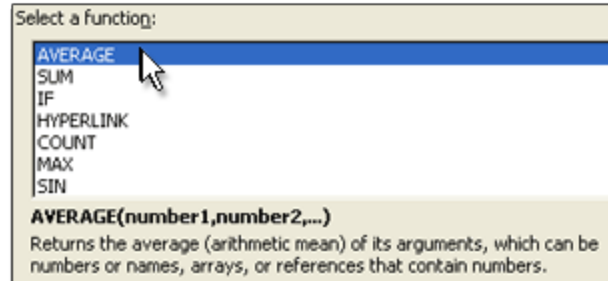 Select a function:
AVERAGE
SUM
IF
HYPERLINK
COUNT
MAX
SIN
AVERAGE(number1,number2,...)
Returns the average (arithmetic mean) of its arguments, which can be
numbers or names, arrays, or references that contain numbers.